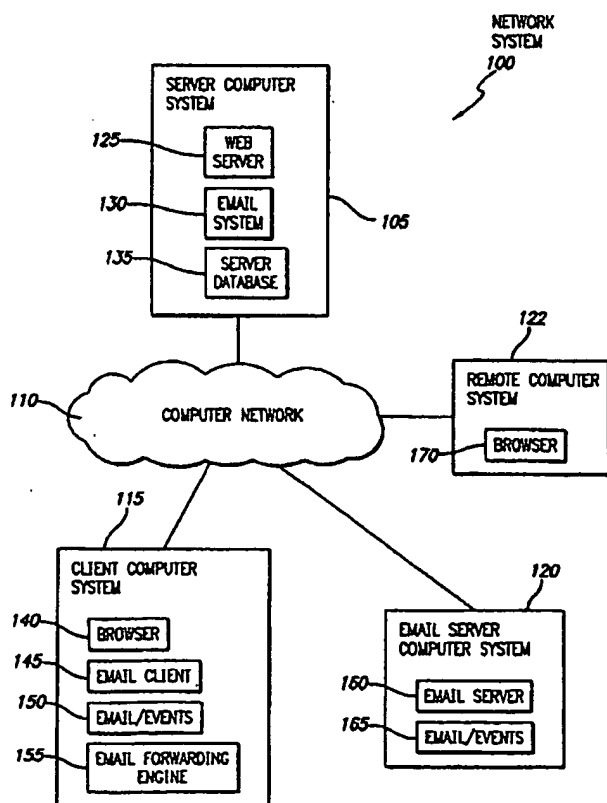 NETWORK
SYSTEM
100
SERVER COMPUTER
SYSTEM
125
WEB
SERVER
130
EMAIL
SYSTEM
105
135
SERVER
DATABASE
122
110
COMPUTER NETWORK
REMOTE COMPUTER
SYSTEM
170
BROWSER
115
CLIENT COMPUTER
SYSTEM
120
140
BROWSER
EMAIL SERVER
COMPUTER SYSTEM
145
EMAIL CLIENT
160
EMAIL SERVER
150
EMAIL/EVENTS
165
EMAIL/EVENTS
155
EMAIL FORWARDING
ENGINE